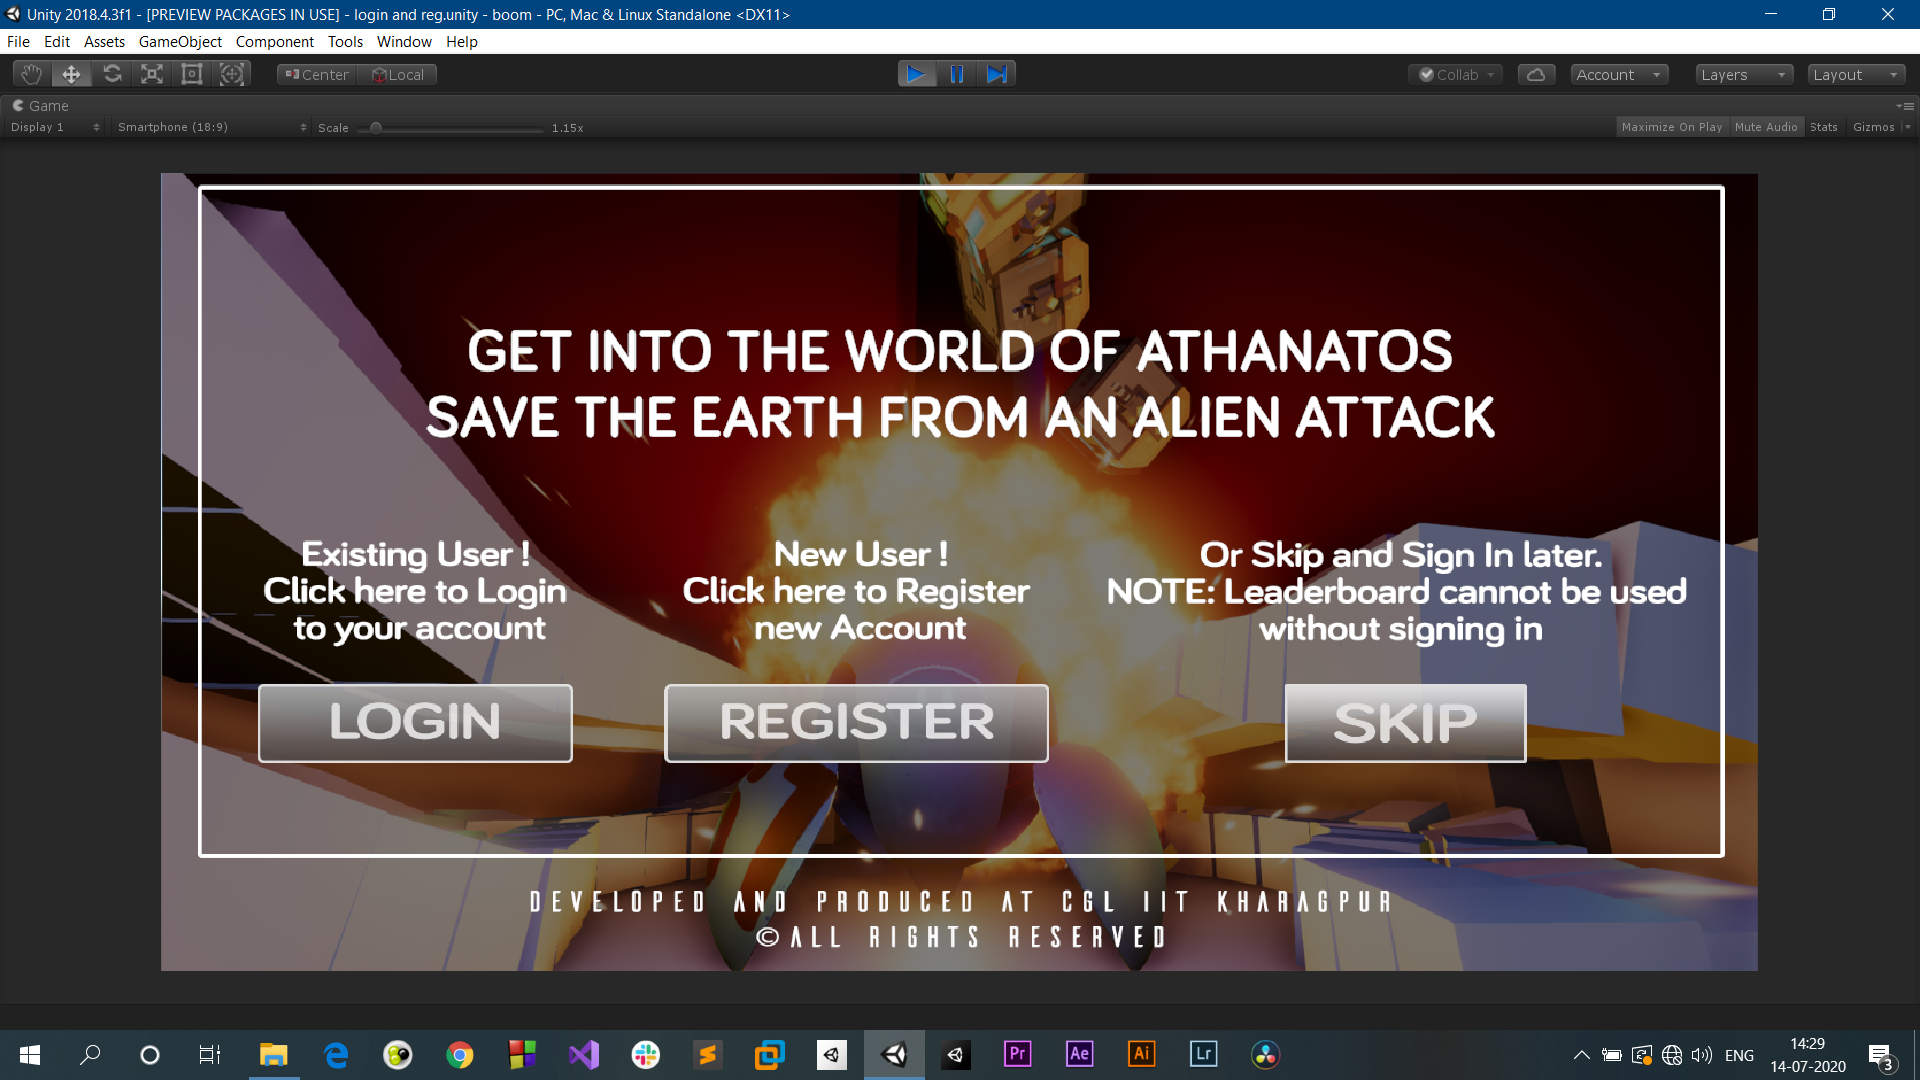 Unity 2018.4.3f1 - [PREVIEW PACKAGES IN USE] - login and reg.unity - boom - PC, Mac & Linux Standalone <DX11>
File Edit Assets GameObject Component Tools Window Help
Center Local Collab Account Layers Layout
Game
Display 1 Smartphone (18:9) Scale 1.15x Maximize On Play Mute Audio Stats Gizmos
GET INTO THE WORLD OF ATHANATOS
SAVE THE EARTH FROM AN ALIEN ATTACK
Existing User !
Click here to Login
to your account
New User !
Click here to Register
new Account
Or Skip and Sign In later.
NOTE: Leaderboard cannot be used
without signing in
LOGIN
REGISTER
SKIP
DEVELOPED AND PRODUCED AT CGL IIT KHARAGPUR
©ALL RIGHTS RESERVED
Pr Ae Ai Lr
ENG
14:29
14-07-2020
3